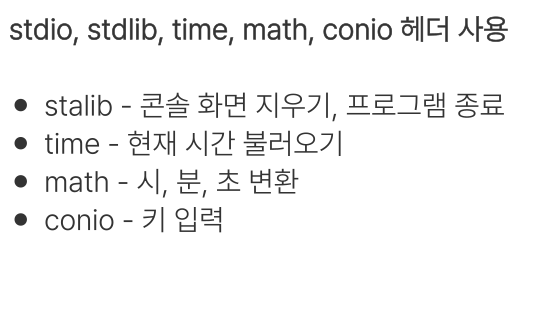 stdio, stdlib, time, math, conio 헤더 사용
• stalib - 콘솔 화면 지우기, 프로그램 종료
• time - 현재 시간 불러오기
• math - 시, 분, 초 변환
• conio - 키 입력